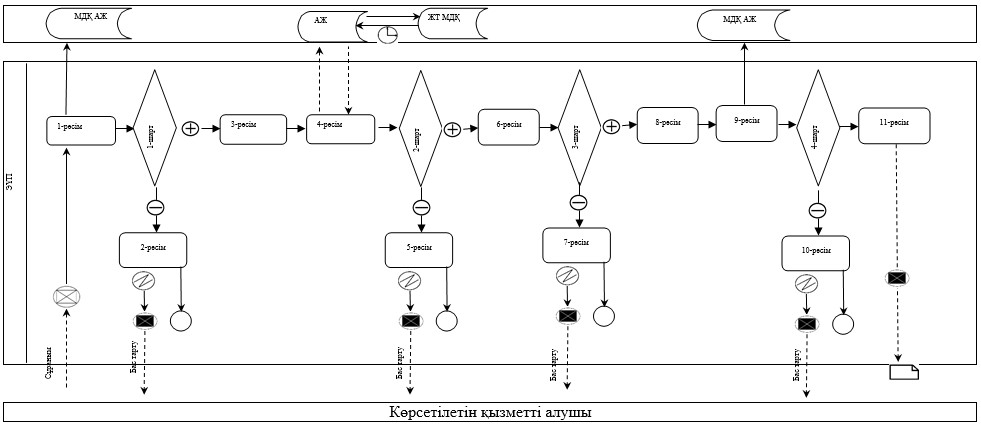 МДҚ АЖ
АЖ
ЖТ МДҚ
МДҚ АЖ
ЭҮП
1-рәсім
1-шарт
3-рәсім
4-рәсім
2-шарт
6-рәсім
3-шарт
8-рәсім
9-рәсім
4-шарт
11-рәсім
2-рәсім
5-рәсім
7-рәсім
10-рәсім
Сұраным
Бас тарту
Бас тарту
Бас тарту
Бас тарту
Көрсетілетін қызметті алушы